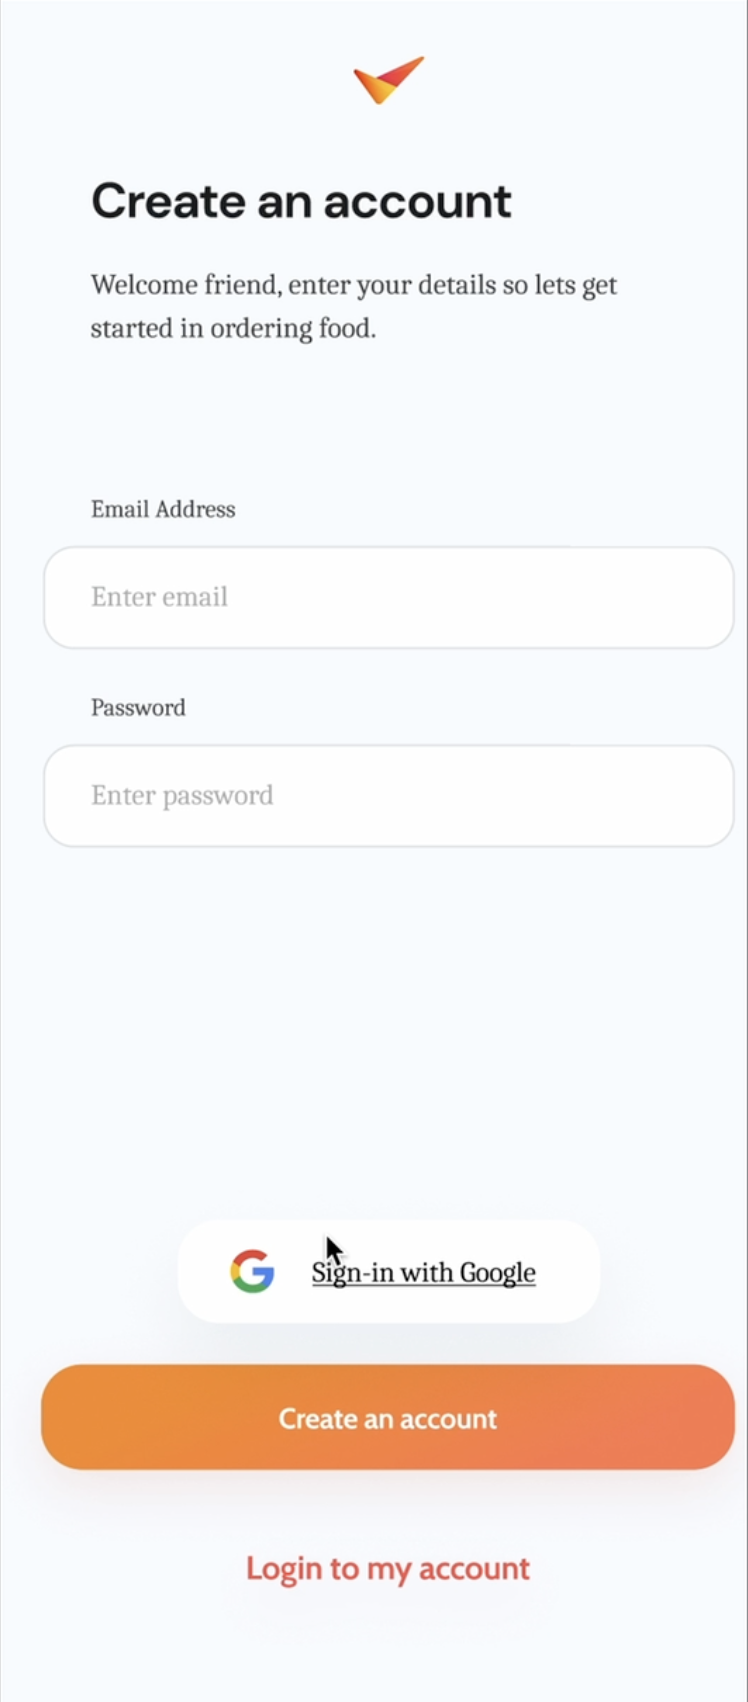 Create an account
Welcome friend, enter your details so lets get
started in ordering food.
Email Address
Enter email
Password
Enter password
Sign-in with Google
Create an account
Login to my account